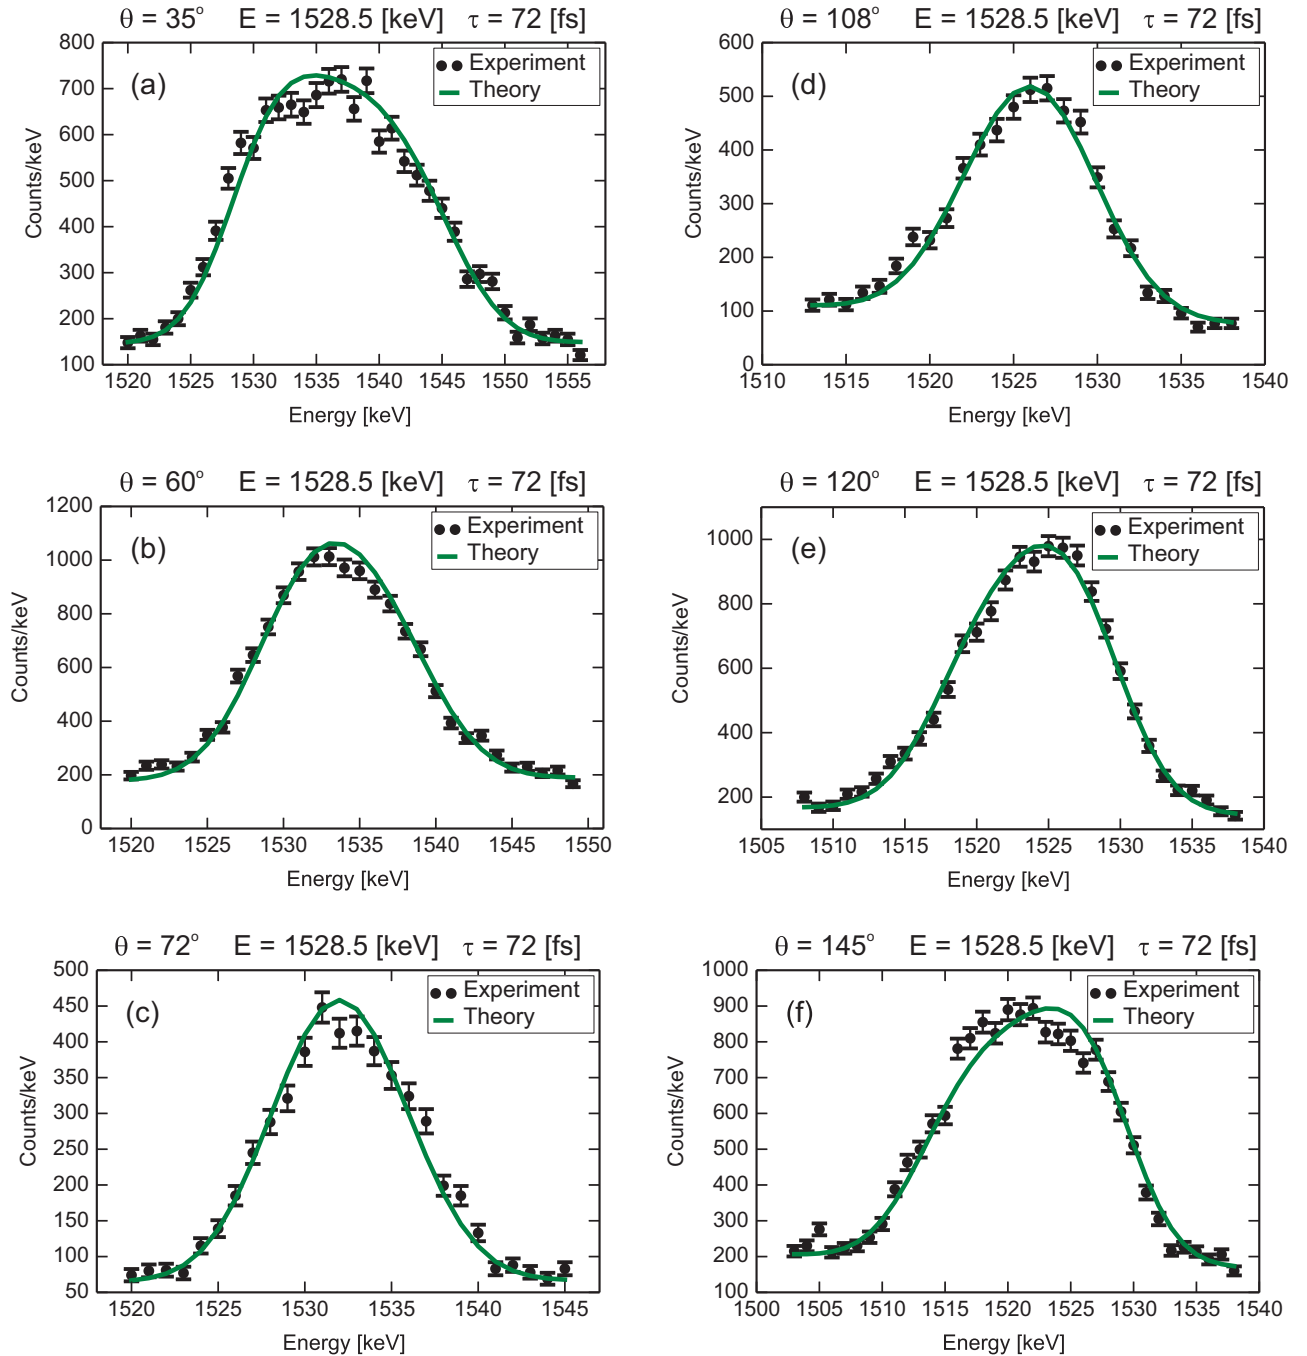 θ = 35° E = 1528.5 [keV] τ = 72 [fs]
800
700
600
500
400
300
200
100
Counts/keV
(a)
Experiment
Theory
1520 1525 1530 1535 1540 1545 1550 1555
Energy [keV]
θ = 108° E = 1528.5 [keV] τ = 72 [fs]
600
500
400
300
200
100
0
Counts/keV
(d)
Experiment
Theory
1510 1515 1520 1525 1530 1535 1540
Energy [keV]
θ = 60° E = 1528.5 [keV] τ = 72 [fs]
1200
1000
800
600
400
200
0
Counts/keV
(b)
Experiment
Theory
1520 1525 1530 1535 1540 1545 1550
Energy [keV]
θ = 120° E = 1528.5 [keV] τ = 72 [fs]
1000
800
600
400
200
Counts/keV
(e)
Experiment
Theory
1505 1510 1515 1520 1525 1530 1535 1540
Energy [keV]
θ = 72° E = 1528.5 [keV] τ = 72 [fs]
500
450
400
350
300
250
200
150
100
50
Counts/keV
(c)
Experiment
Theory
1520 1525 1530 1535 1540 1545
Energy [keV]
θ = 145° E = 1528.5 [keV] τ = 72 [fs]
1000
900
800
700
600
500
400
300
200
100
Counts/keV
(f)
Experiment
Theory
1500 1505 1510 1515 1520 1525 1530 1535 1540
Energy [keV]